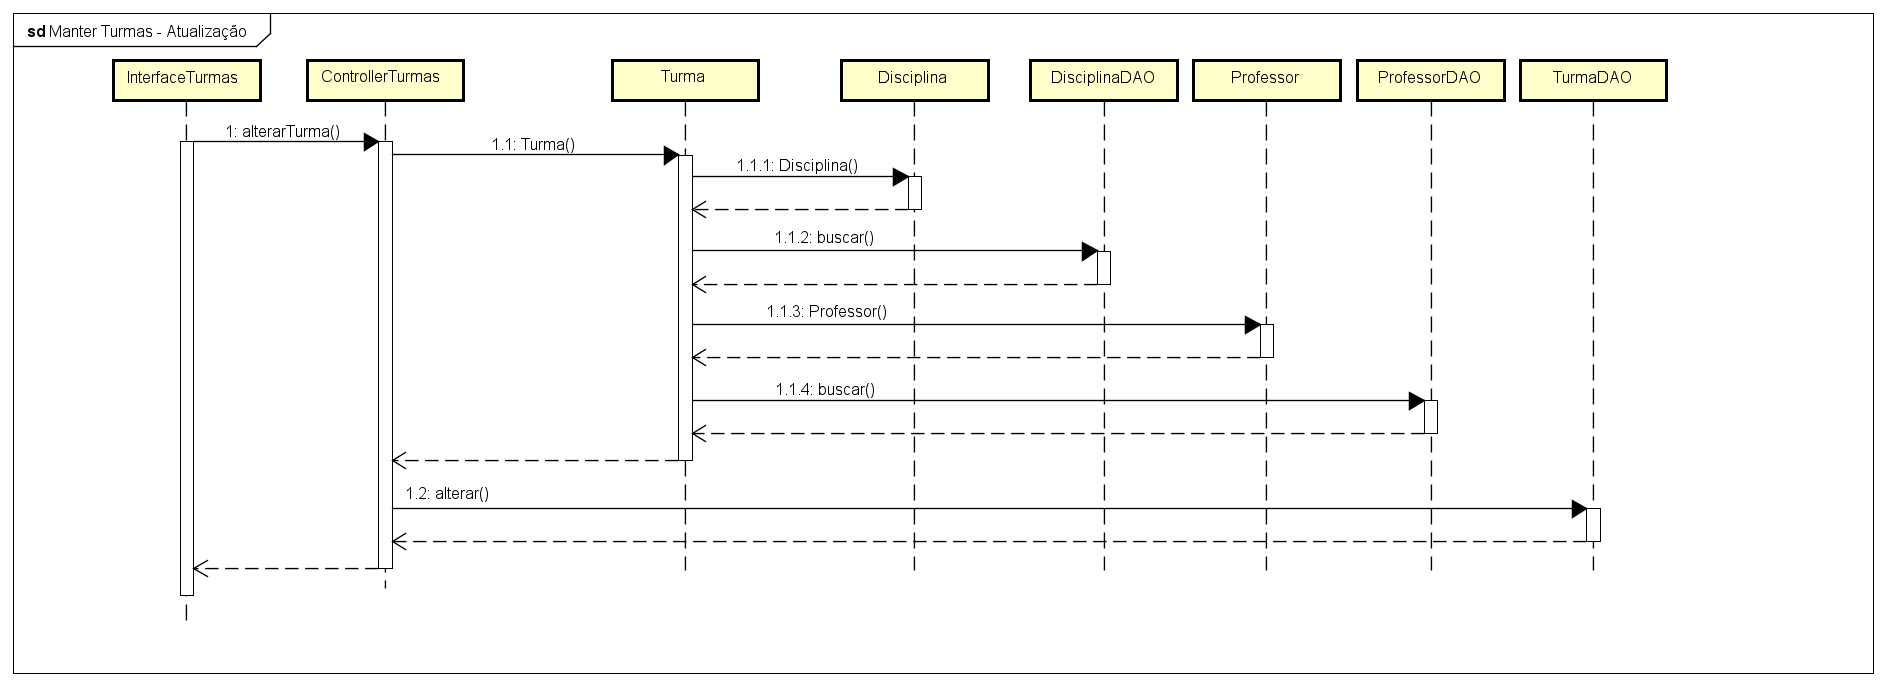 sd Manter Turmas - Atualização
InterfaceTurmas
ControllerTurmas
Turma
Disciplina
DisciplinaDAO
Professor
ProfessorDAO
TurmaDAO
1: alterarTurma()
1.1: Turma()
1.1.1: Disciplina()
1.1.2: buscar()
1.1.3: Professor()
1.1.4: buscar()
1.2: alterar()